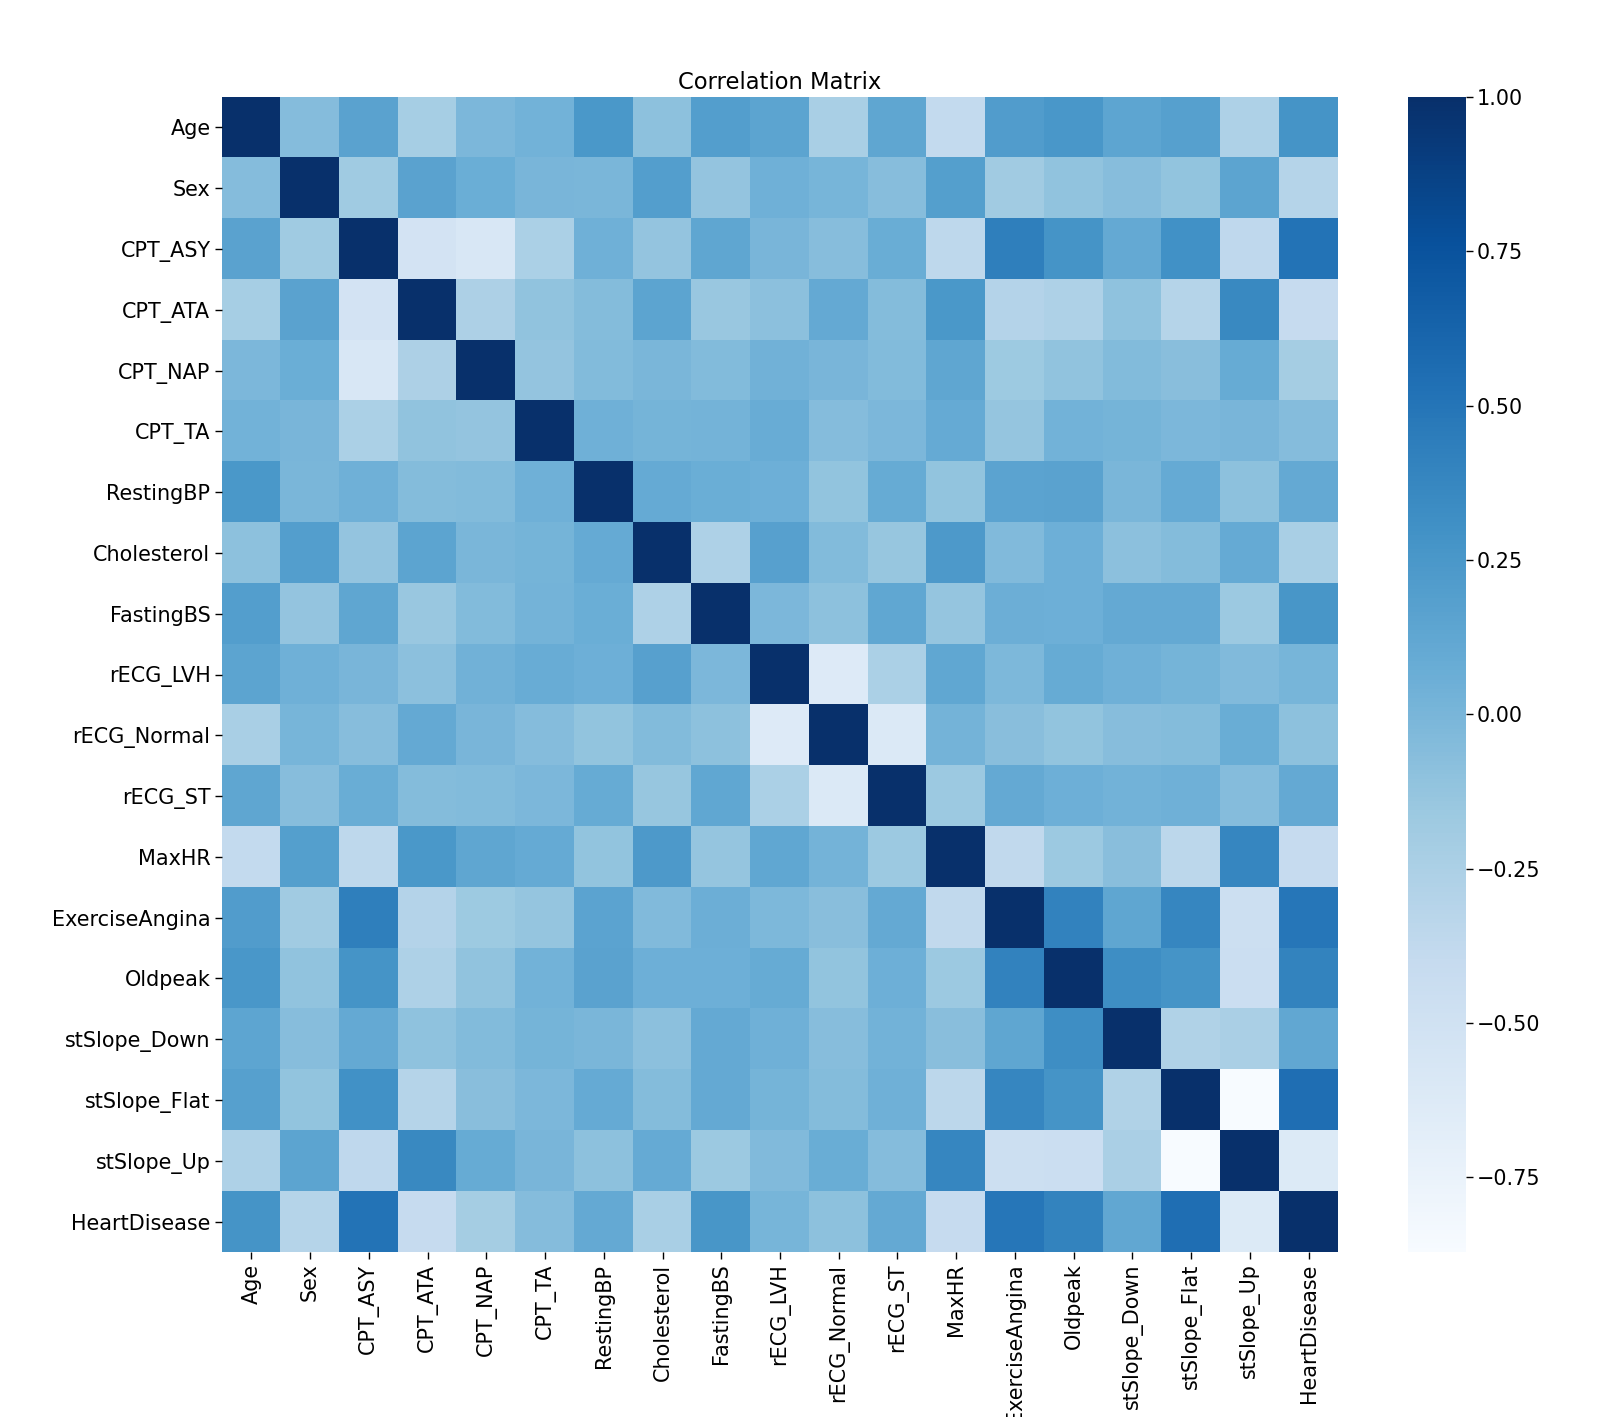 Correlation Matrix
Age
Sex
CPT_ASY
CPT_ATA
CPT_NAP
CPT_TA
RestingBP
Cholesterol
FastingBS
rECG_LVH
rECG_Normal
rECG_ST
MaxHR
ExerciseAngina
Oldpeak
stSlope_Down
stSlope_Flat
stSlope_Up
HeartDisease
Age
Sex
CPT_ASY
CPT_ATA
CPT_NAP
CPT_TA
RestingBP
Cholesterol
FastingBS
rECG_LVH
rECG_Normal
rECG_ST
MaxHR
ExerciseAngina
Oldpeak
stSlope_Down
stSlope_Flat
stSlope_Up
HeartDisease
1.00
0.75
0.50
0.25
0.00
−0.25
−0.50
−0.75